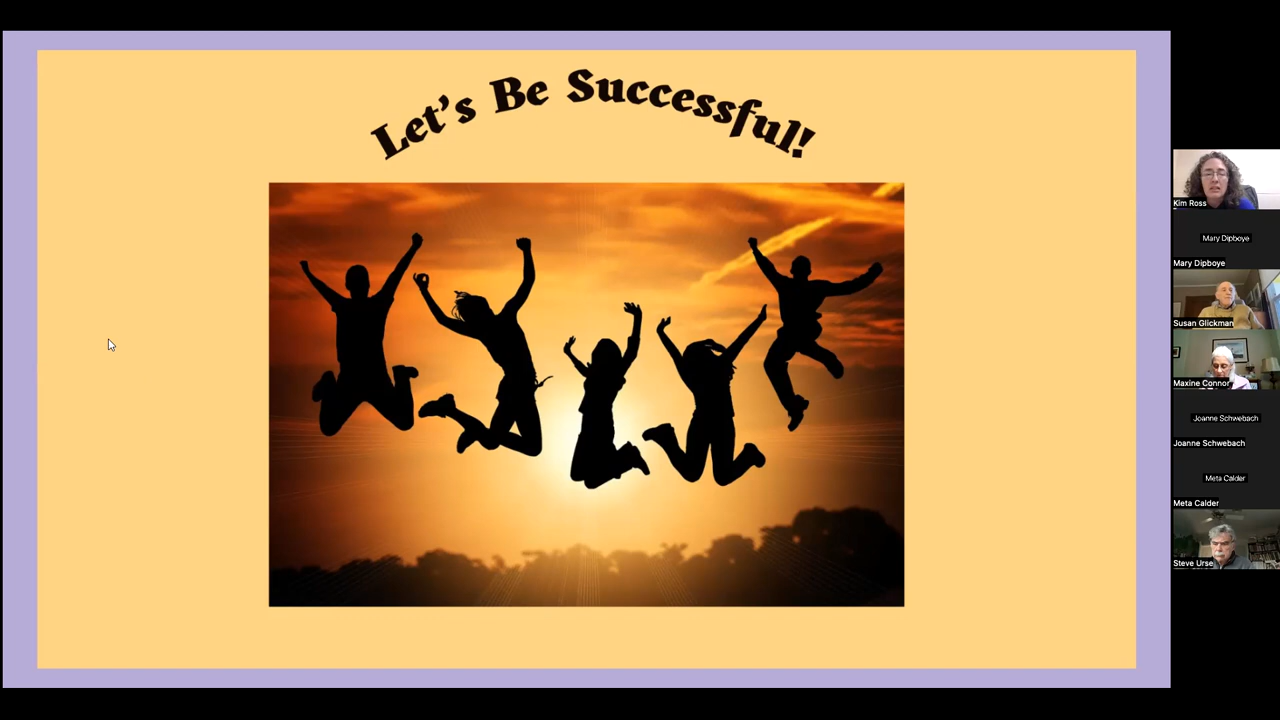 Let's Be Successful!
Kim Ross
Mary Dipboye
Mary Dipboye
Susan Glickman
Maxine Connor
Joanne Schwebach
Joanne Schwebach
Meta Calder
Meta Calder
Steve Urse